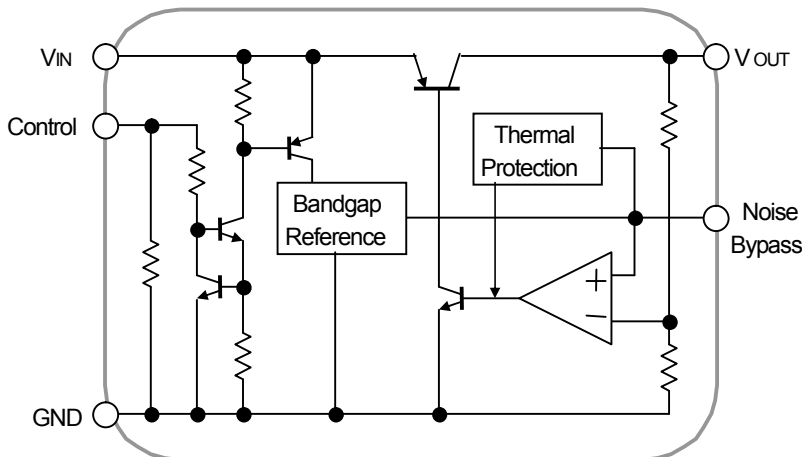 VIN
VOUT
Control
Thermal
Protection
Bandgap
Reference
Noise
Bypass
+
−
GND